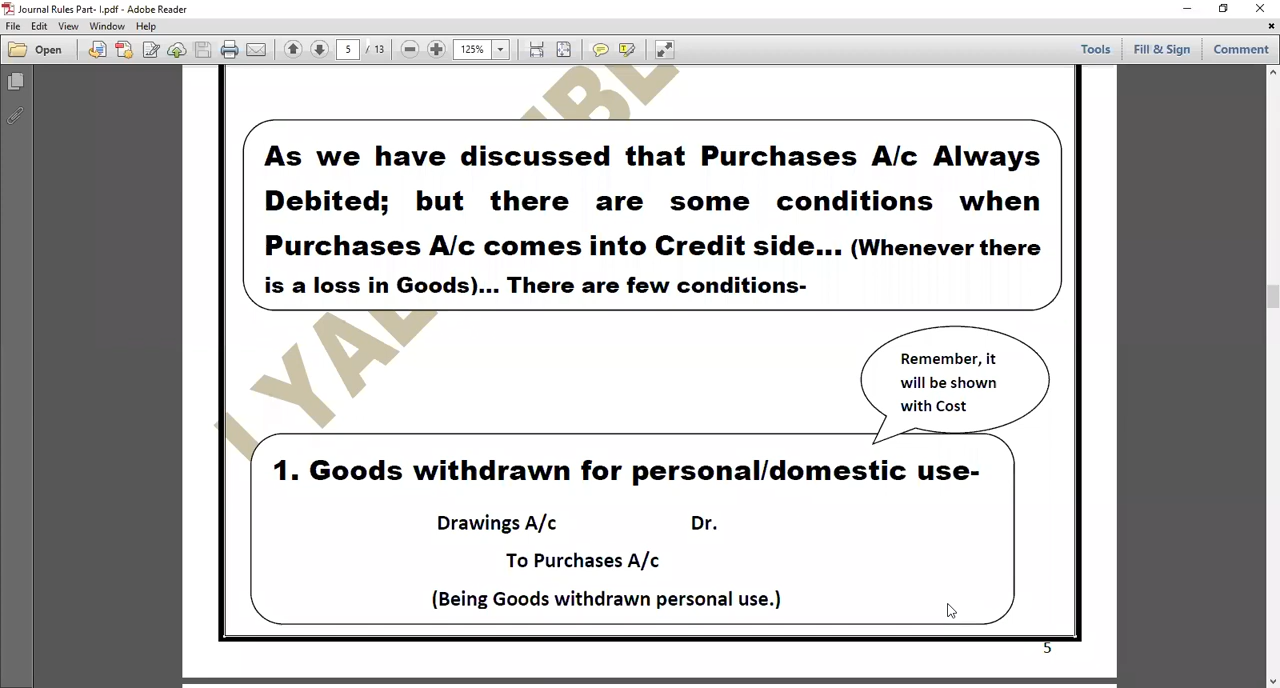 Journal Rules Part- I.pdf - Adobe Reader
File Edit View Window Help
Open 5 / 13 125% Tools Fill & Sign Comment
As we have discussed that Purchases A/c Always
Debited; but there are some conditions when
Purchases A/c comes into Credit side... (Whenever there
is a loss in Goods)... There are few conditions-
Remember, it
will be shown
with Cost
1. Goods withdrawn for personal/domestic use-
Drawings A/c Dr.
To Purchases A/c
(Being Goods withdrawn personal use.)
5